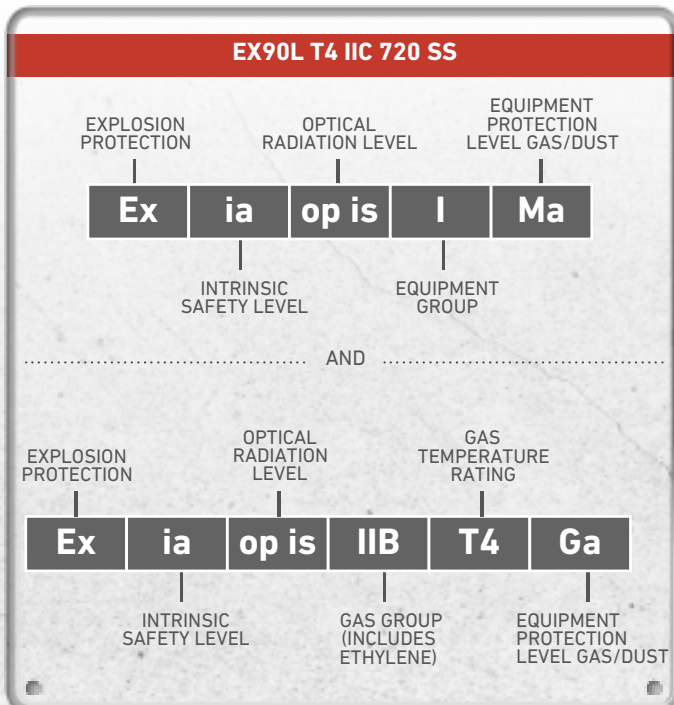 EX90L T4 IIC 720 SS
EXPLOSION
PROTECTION
OPTICAL
RADIATION LEVEL
EQUIPMENT
PROTECTION
LEVEL GAS/DUST
Ex ia op is I Ma
INTRINSIC
SAFETY LEVEL
EQUIPMENT
GROUP
AND
EXPLOSION
PROTECTION
OPTICAL
RADIATION
LEVEL
GAS
TEMPERATURE
RATING
Ex ia op is IIB T4 Ga
INTRINSIC
SAFETY LEVEL
GAS GROUP
(INCLUDES
ETHYLENE)
EQUIPMENT
PROTECTION
LEVEL GAS/DUST